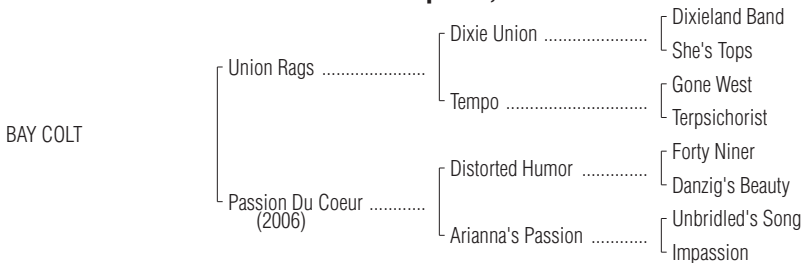 Dixieland Band
Dixie Union ......................
She's Tops
Union Rags ......................
Gone West
Tempo ..............................
Terpsichorist
BAY COLT
Forty Niner
Distorted Humor ..............
Danzig's Beauty
Passion Du Coeur ............
(2006)
Unbridled's Song
Arianna's Passion ............
Impassion